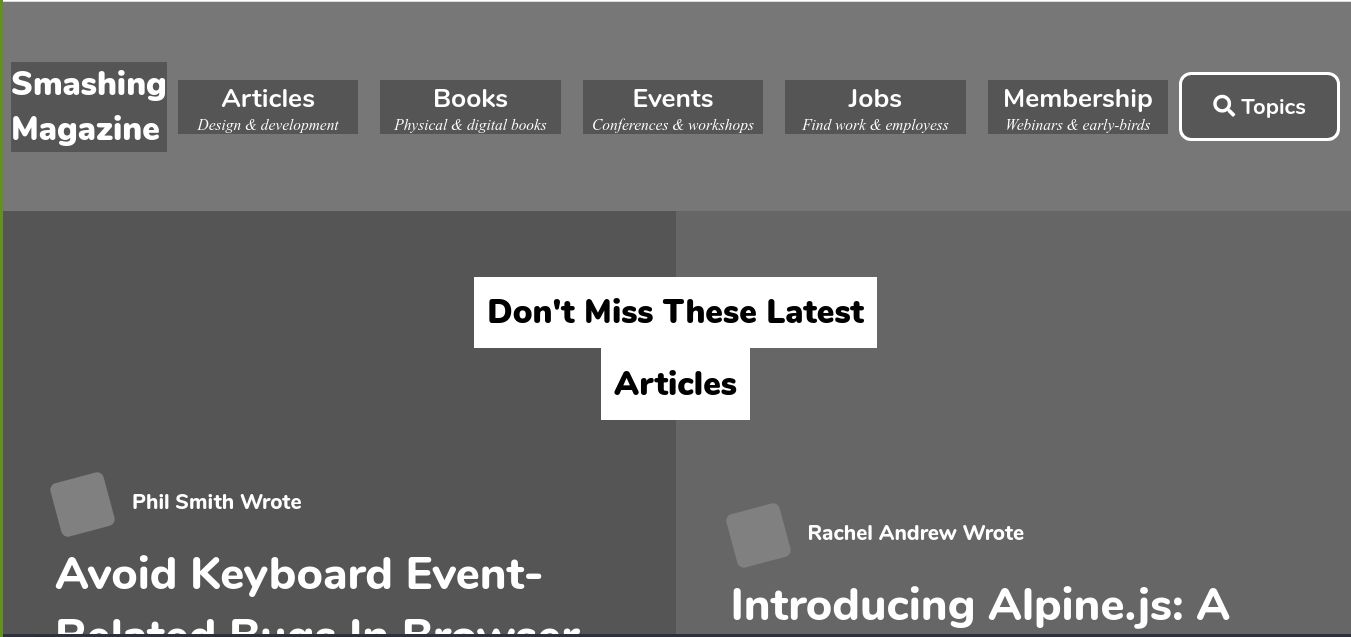 Smashing
Magazine
Articles
Design & development
Books
Physical & digital books
Events
Conferences & workshops
Jobs
Find work & employess
Membership
Webinars & early-birds
Topics
Don't Miss These Latest
Articles
Phil Smith Wrote
Avoid Keyboard Event-
Related Bugs In Browser
Rachel Andrew Wrote
Introducing Alpine.js: A